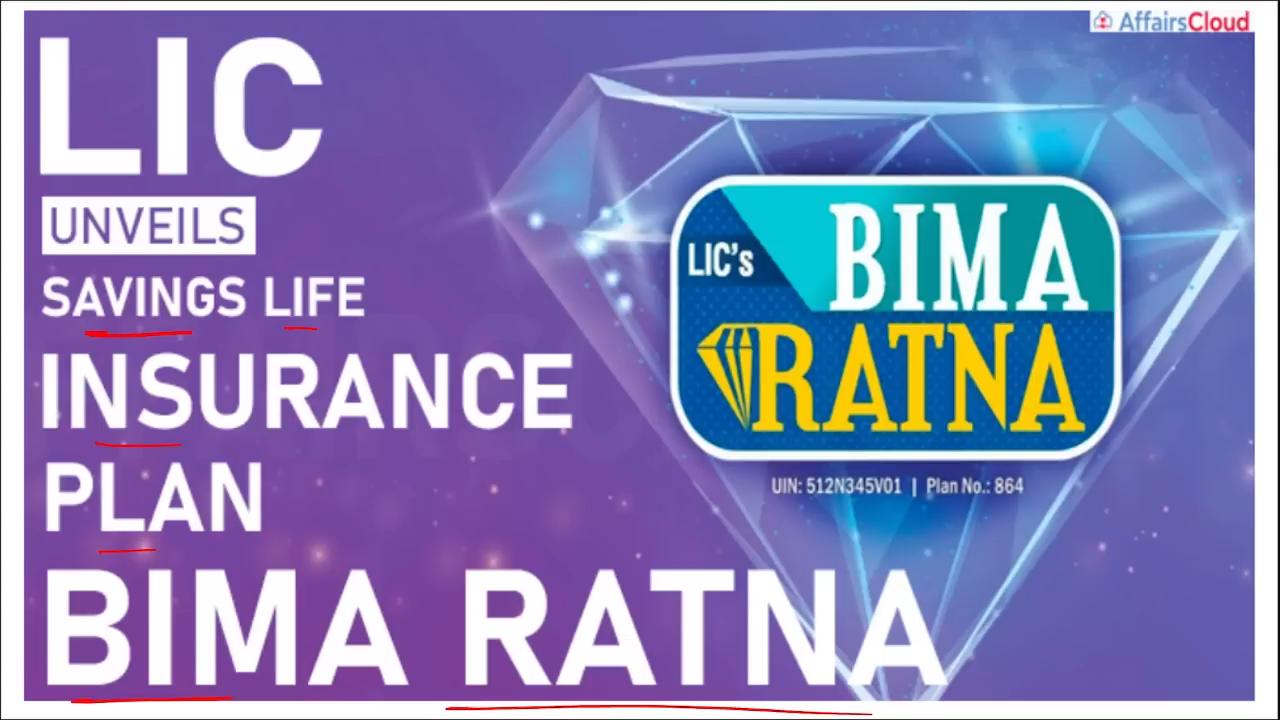 AffairsCloud
LIC
UNVEILS
SAVINGS LIFE
INSURANCE
PLAN
BIMA RATNA
LIC's
BIMA
RATNA
UIN: 512N345V01 | Plan No.: 864